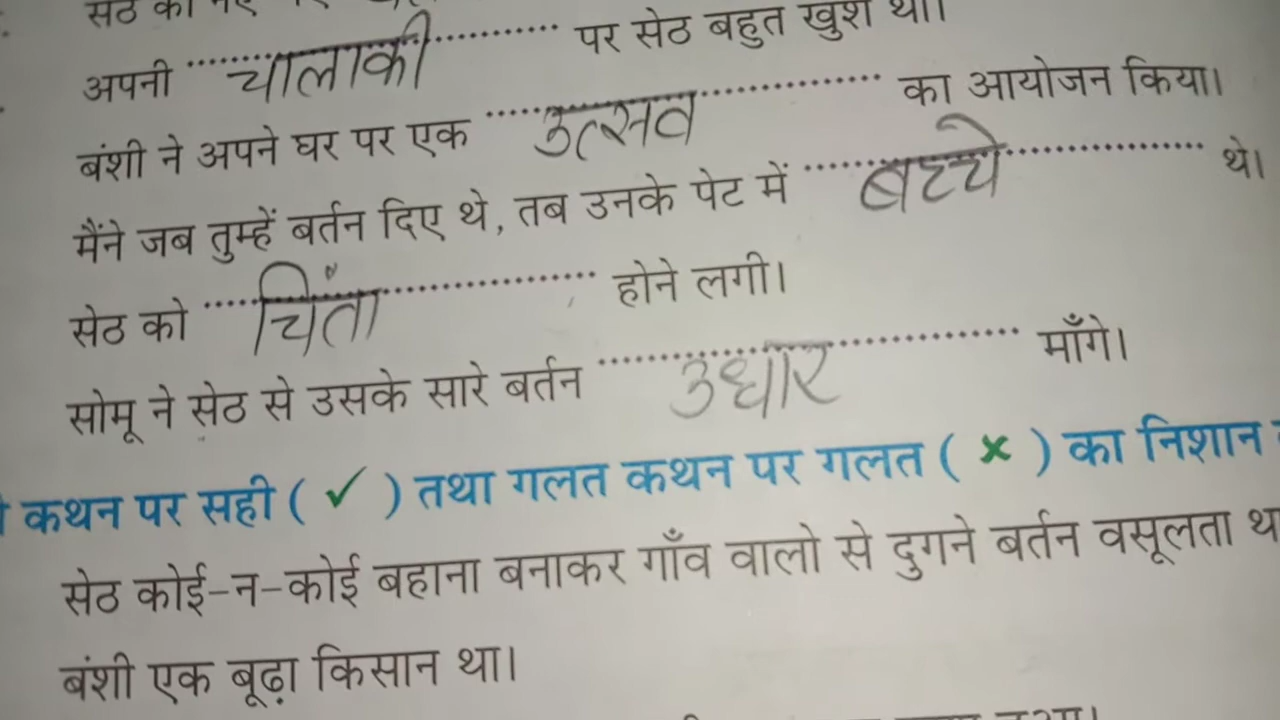 सेठ को
अपनी चालाकी पर सेठ बहुत खुश था।
बंशी ने अपने घर पर एक उत्सव का आयोजन किया।
मैंने जब तुम्हें बर्तन दिए थे, तब उनके पेट में बच्चे थे।
सेठ को चिंता होने लगी।
सोमू ने सेठ से उसके सारे बर्तन उधार माँगे।
कथन पर सही ( ✓ ) तथा गलत कथन पर गलत ( × ) का निशान
सेठ कोई-न-कोई बहाना बनाकर गाँव वालो से दुगने बर्तन वसूलता
बंशी एक बूढ़ा किसान था।